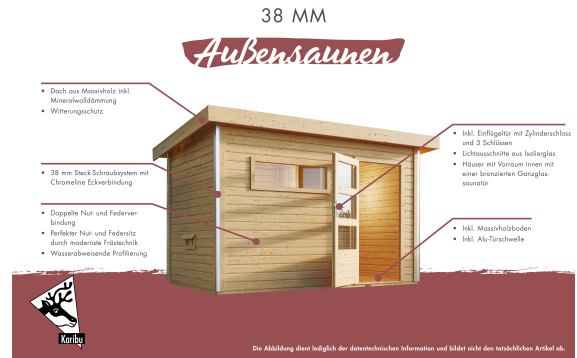 38 MM
Außensaunen
• Dach aus Massivholz inkl.
Mineralwolldämmung
• Witterungsschutz
• 38 mm Steck-Schraubsystem mit
Chromeline Eckverbindung
• Doppelte Nut- und Federver-
bindung
• Perfekter Nut- und Federsitz
durch modernste Frästechnik
• Wasserabweisende Profilierung
• Inkl. Einflügeltür mit Zylinderschloss
und 3 Schlüssen
• Lichtausschnitte aus Isolierglas
• Häuser mit Vorraum innen mit
einer bronzierten Ganzglas-
saunatür
• Inkl. Massivholzboden
• Inkl. Alu-Türschwelle
Karibu
Die Abbildung dient lediglich der datentechnischen Information und bildet nicht den tatsächlichen Artikel ab.